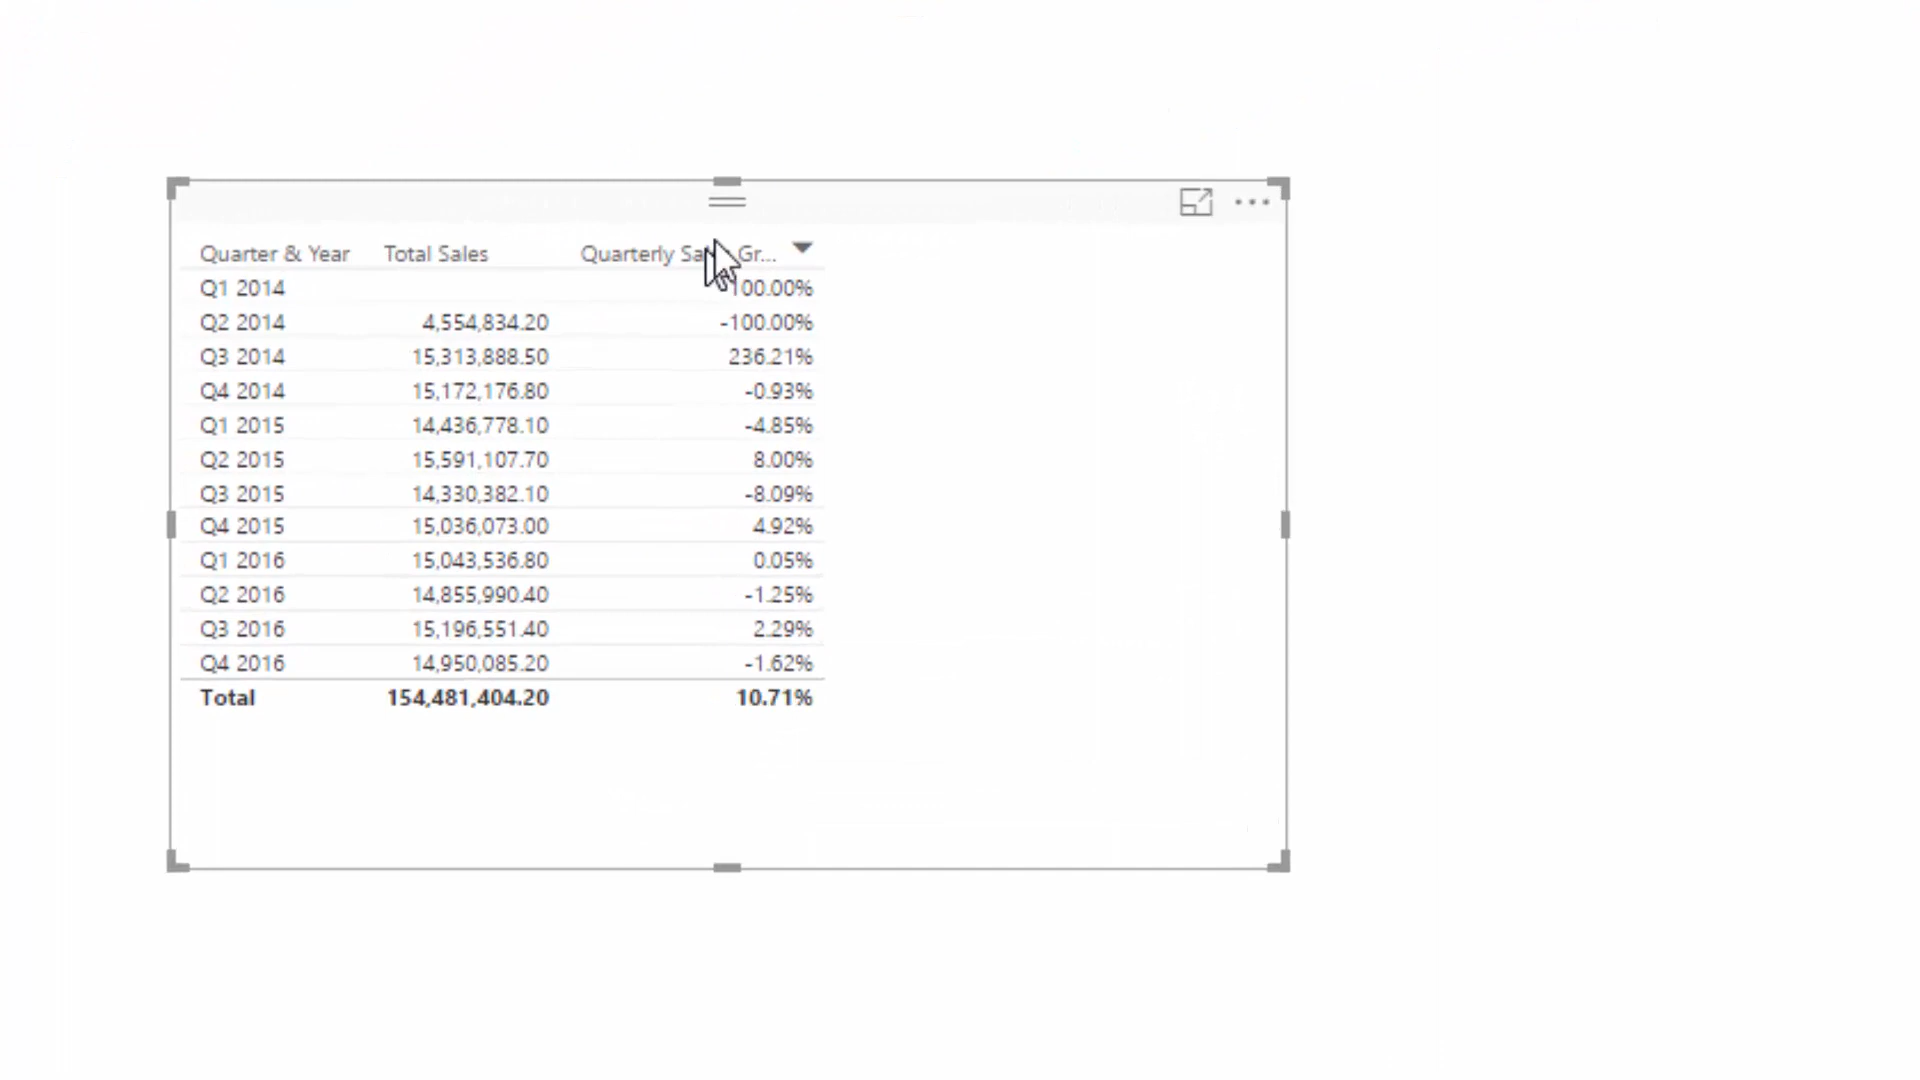 Quarter & Year Total Sales Quarterly Gr...
Q1 2014 100.00%
Q2 2014 4,554,834.20 -100.00%
Q3 2014 15,313,888.50 236.21%
Q4 2014 15,172,176.80 -0.93%
Q1 2015 14,436,778.10 -4.85%
Q2 2015 15,591,107.70 8.00%
Q3 2015 14,330,382.10 -8.09%
Q4 2015 15,036,073.00 4.92%
Q1 2016 15,043,536.80 0.05%
Q2 2016 14,855,990.40 -1.25%
Q3 2016 15,196,551.40 2.29%
Q4 2016 14,950,085.20 -1.62%
Total 154,481,404.20 10.71%